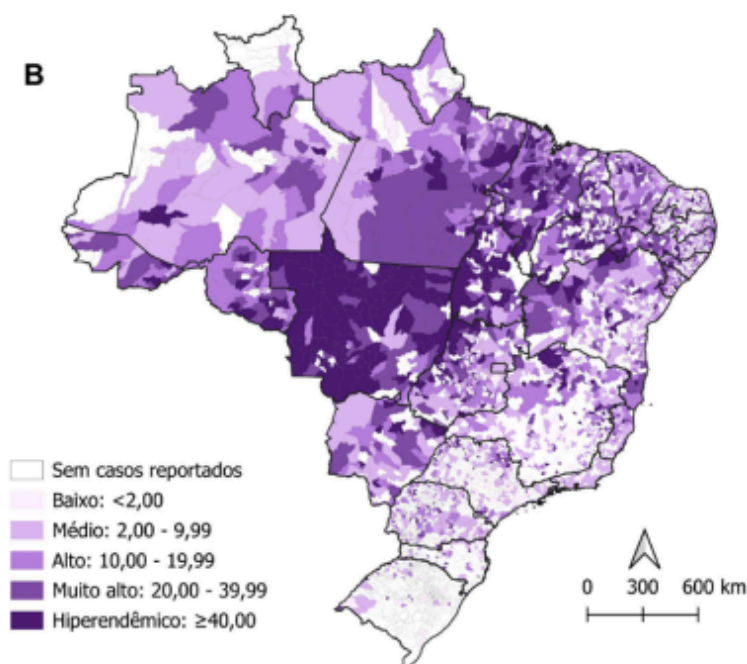 B
Sem casos reportados
Baixo: <2,00
Médio: 2,00 - 9,99
Alto: 10,00 - 19,99
Muito alto: 20,00 - 39,99
Hiperendêmico: ≥40,00
0 300 600 km